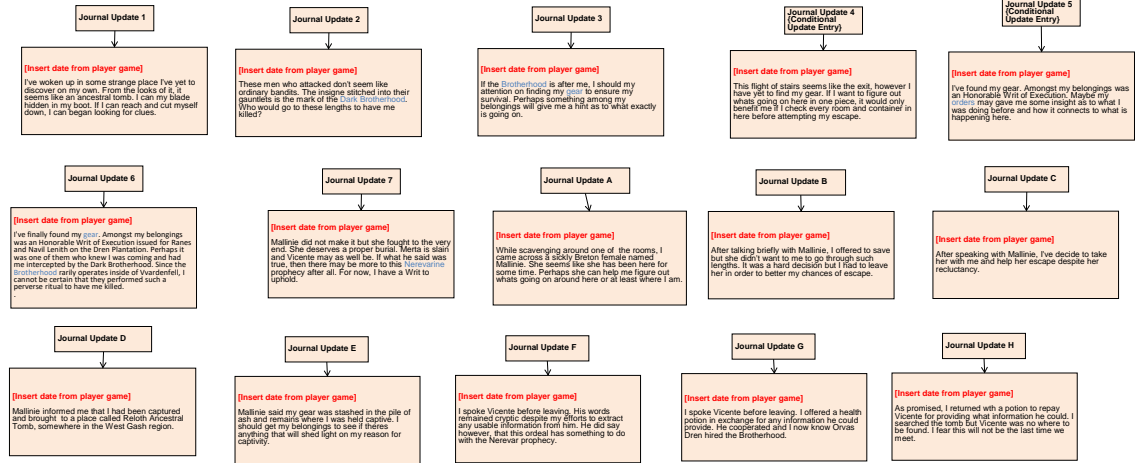 Journal Update 1
[Insert date from player game]
I've woken up in some strange place I've yet to
discover on my own. From the looks of it, it
seems like an ancestral tomb. I can my blade
hidden in my boot. If I can reach and cut myself
down, I can began looking for clues.
Journal Update 2
[Insert date from player game]
These men who attacked don't seem like
ordinary bandits. The insigne stitched into their
gauntlets is the mark of the Dark Brotherhood.
Who would go to these lengths to have me
killed?
Journal Update 3
[Insert date from player game]
If the Brotherhood is after me, I should my
attention on finding my gear to ensure my
survival. Perhaps something among my
belongings will give me a hint as to what exactly
is going on.
Journal Update 4
{Conditional
Update Entry}
[Insert date from player game]
This flight of stairs seems like the exit, however I
have yet to find my gear. If I want to figure out
whats going on here in one piece, it would only
benefit me if I check every room and container in
here before attempting my escape.
Journal Update 5
{Conditional
Update Entry}
[Insert date from player game]
I've found my gear. Amongst my belongings was
an Honorable Writ of Execution. Maybe my
orders may gave me some insight as to what I
was doing before and how it connects to what is
happening here.
Journal Update 6
[Insert date from player game]
I've finally found my gear. Amongst my belongings
was an Honorable Writ of Execution issued for Ranes
and Navil Lenith on the Dren Plantation. Perhaps it
was one of them who knew I was coming and had
me intercepted by the Dark Brotherhood. Since the
Brotherhood rarily operates inside of Vvardenfell, I
cannot be certain that they performed such a
perverse ritual to have me killed.
.
Journal Update 7
[Insert date from player game]
Mallinie did not make it but she fought to the very
end. She deserves a proper burial. Merta is slain
and Vicente may as well be. If what he said was
true, then there may be more to this Nerevarine
prophecy after all. For now, I have a Writ to
uphold.
Journal Update A
[Insert date from player game]
While scavenging around one of the rooms, I
came across a sickly Breton female named
Mallinie. She seems like she has been here for
some time. Perhaps she can help me figure out
whats going on around here or at least where I am.
Journal Update B
[Insert date from player game]
After talking briefly with Mallinie, I offered to save
but she didn't want to me to go through such
lengths. It was a hard decision but I had to leave
her in order to better my chances of escape.
Journal Update C
[Insert date from player game]
After speaking with Mallinie, I've decide to take
her with me and help her escape despite her
reluctancy.
Journal Update D
[Insert date from player game]
Mallinie informed me that I had been captured
and brought to a place called Reloth Ancestral
Tomb, somewhere in the West Gash region.
Journal Update E
[Insert date from player game]
Mallinie said my gear was stashed in the pile of
ash and remains where I was held captive. I
should get my belongings to see if theres
anything that will shed light on my reason for
captivity.
Journal Update F
[Insert date from player game]
I spoke Vicente before leaving. His words
remained cryptic despite my efforts to extract
any usable information from him. He did say
however, that this ordeal has something to do
with the Nerevar prophecy.
Journal Update G
[Insert date from player game]
I spoke Vicente before leaving. I offered a health
potion in exchange for any information he could
provide. He cooperated and I now know Orvas
Dren hired the Brotherhood.
Journal Update H
[Insert date from player game]
As promised, I returned wth a potion to repay
Vicente for providing what information he could. I
searched the tomb but Vicente was no where to
be found. I fear this will not be the last time we
meet.